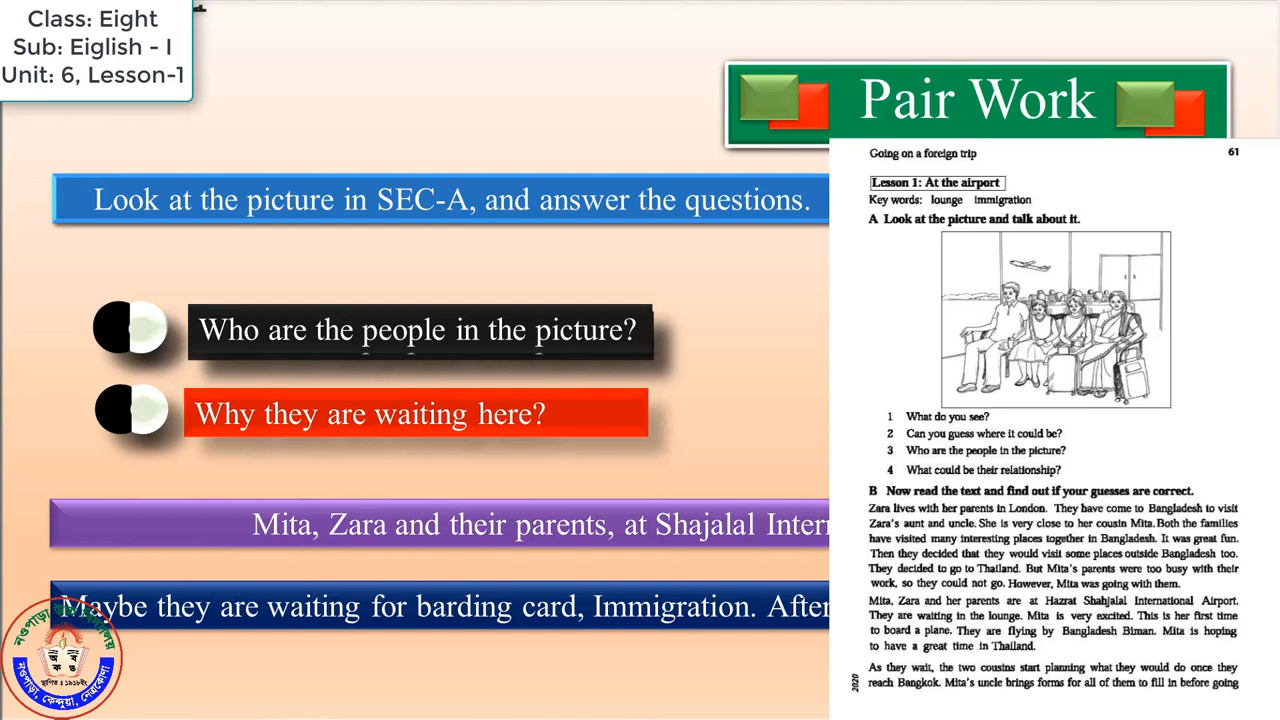 Class: Eight
Sub: Eiglish - I
Unit: 6, Lesson-1
Pair Work
Look at the picture in SEC-A, and answer the questions.
Who are the people in the picture?
Why they are waiting here?
Mita, Zara and their parents, at Shajalal Intern
Maybe they are waiting for barding card, Immigration. After
নওপাড়া
স্থাপিত ঃ ১৯১৮ইং
নওপাড়া, কেন্দুয়া, নেত্রকোণা
Going on a foreign trip
61
Lesson 1: At the airport
Key words: lounge immigration
A Look at the picture and talk about it.
1 What do you see?
2 Can you guess where it could be?
3 Who are the people in the picture?
4 What could be their relationship?
B Now read the text and find out if your guesses are correct.
Zara lives with her parents in London. They have come to Bangladesh to visit
Zara's aunt and uncle. She is very close to her cousin Mita. Both the families
have visited many interesting places together in Bangladesh. It was great fun.
Then they decided that they would visit some places outside Bangladesh too.
They decided to go to Thailand. But Mita's parents were too busy with their
work, so they could not go. However, Mita was going with them.
Mita, Zara and her parents are at Hazrat Shahjalal International Airport.
They are waiting in the lounge. Mita is very excited. This is her first time
to board a plane. They are flying by Bangladesh Biman. Mita is hoping
to have a great time in Thailand.
As they wait, the two cousins start planning what they would do once they
reach Bangkok. Mita's uncle brings forms for all of them to fill in before going
2020